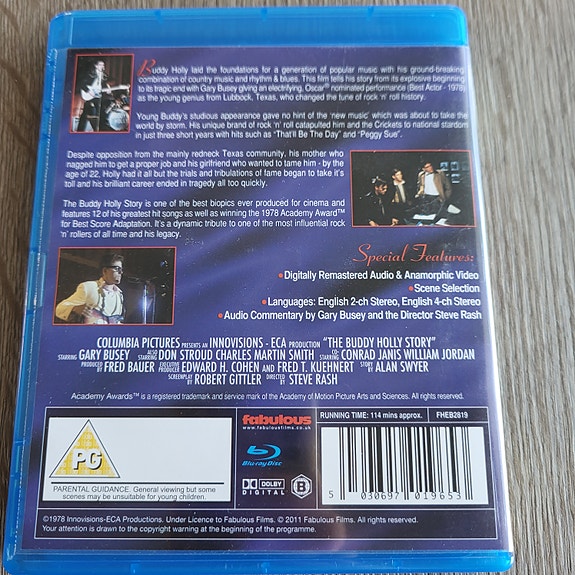 Buddy Holly laid the foundations for a generation of popular music with his ground-breaking
combination of country music and rhythm & blues. This film tells his story from its explosive beginning
to its tragic end with Gary Busey giving an electrifying, Oscar® nominated performance (Best Actor - 1978)
as the young genius from Lubbock, Texas, who changed the tune of rock 'n' roll history.
Young Buddy's studious appearance gave no hint of the 'new music' which was about to take the
world by storm. His unique brand of rock 'n' roll catapulted him and the Crickets to national stardom
in just three short years with hits such as "That'll Be The Day" and "Peggy Sue".
Despite opposition from the mainly redneck Texas community, his mother who
nagged him to get a proper job and his girlfriend who wanted to tame him - by the
age of 22, Holly had it all but the trials and tribulations of fame began to take it's
toll and his brilliant career ended in tragedy all too quickly.
The Buddy Holly Story is one of the best biopics ever produced for cinema and
features 12 of his greatest hit songs as well as winning the 1978 Academy Award™
for Best Score Adaptation. It's a dynamic tribute to one of the most influential rock
'n' rollers of all time and his legacy.
Special Features:
•Digitally Remastered Audio & Anamorphic Video
•Scene Selection
•Languages: English 2-ch Stereo, English 4-ch Stereo
•Audio Commentary by Gary Busey and the Director Steve Rash
COLUMBIA PICTURES PRESENTS AN INNOVISIONS - ECA PRODUCTION "THE BUDDY HOLLY STORY"
STARRING GARY BUSEY ALSO STARRING DON STROUD CHARLES MARTIN SMITH CO-STARRING CONRAD JANIS WILLIAM JORDAN
PRODUCED BY FRED BAUER EXECUTIVE PRODUCER EDWARD H. COHEN AND FRED T. KUEHNERT STORY BY ALAN SWYER
SCREENPLAY BY ROBERT GITTLER DIRECTED BY STEVE RASH
Academy Awards™ is a registered trademark and service mark of the Academy of Motion Picture Arts and Sciences. All rights reserved.
PG
PARENTAL GUIDANCE. General viewing but some
scenes may be unsuitable for young children.
fabulous
www.fabulousfilms.co.uk
Blu-ray Disc
DOLBY
DIGITAL
B
RUNNING TIME: 114 mins approx.
FHEB2819
5 030697 019653
©1978 Innovisions-ECA Productions. Under Licence to Fabulous Films. © 2011 Fabulous Films. All rights reserved.
Your attention is drawn to the copyright warning at the beginning of the programme.